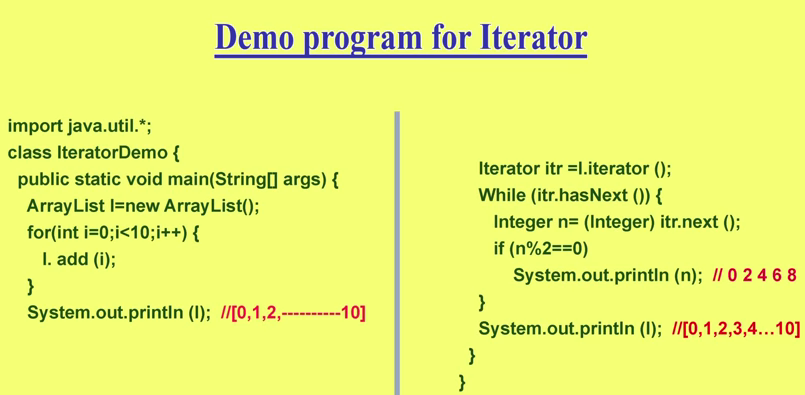 Demo program for Iterator
import java.util.*;
class IteratorDemo {
public static void main(String[] args) {
ArrayList l=new ArrayList();
for(int i=0;i<10;i++) {
l. add (i);
}
System.out.println (l); //[0,1,2,----------10]
Iterator itr =l.iterator ();
While (itr.hasNext ()) {
Integer n= (Integer) itr.next ();
if (n%2==0)
System.out.println (n); // 0 2 4 6 8
}
System.out.println (l); //[0,1,2,3,4…10]
}
}